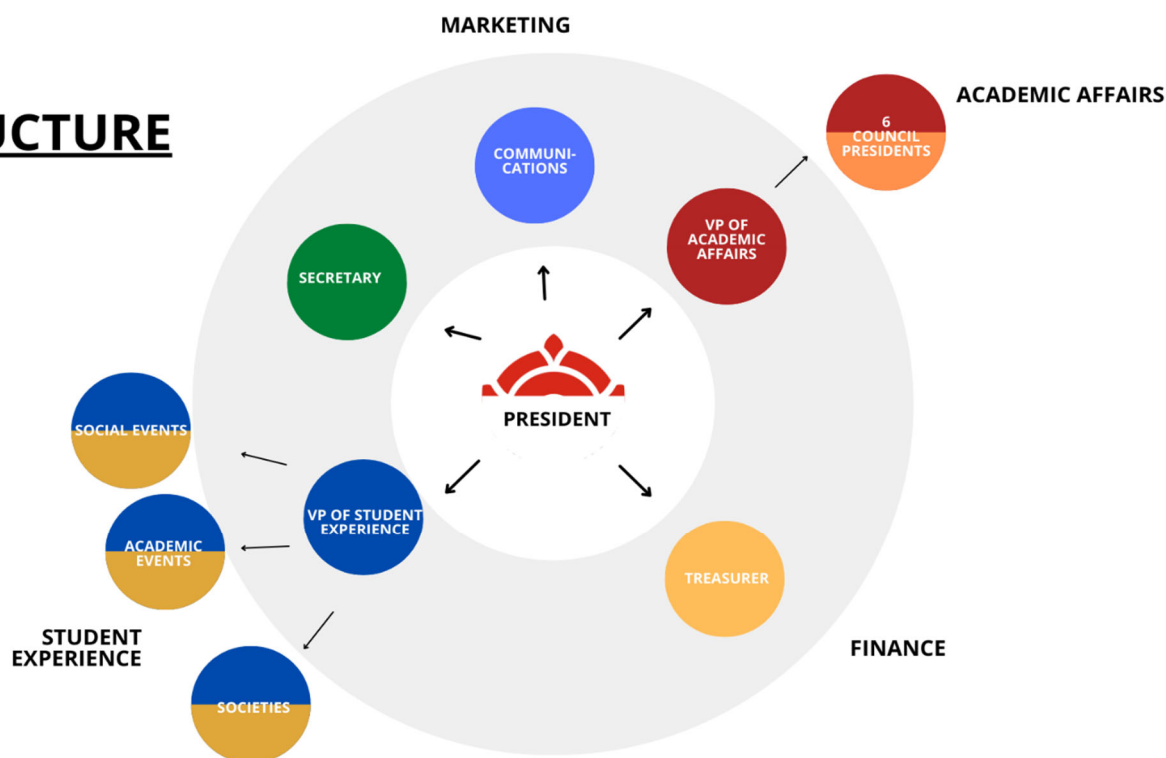 MARKETING
ACADEMIC AFFAIRS
6
COUNCIL
PRESIDENTS
COMMUNI-
CATIONS
VP OF
ACADEMIC
AFFAIRS
SECRETARY
PRESIDENT
SOCIAL EVENTS
VP OF STUDENT
EXPERIENCE
ACADEMIC
EVENTS
TREASURER
STUDENT
EXPERIENCE
FINANCE
SOCIETIES